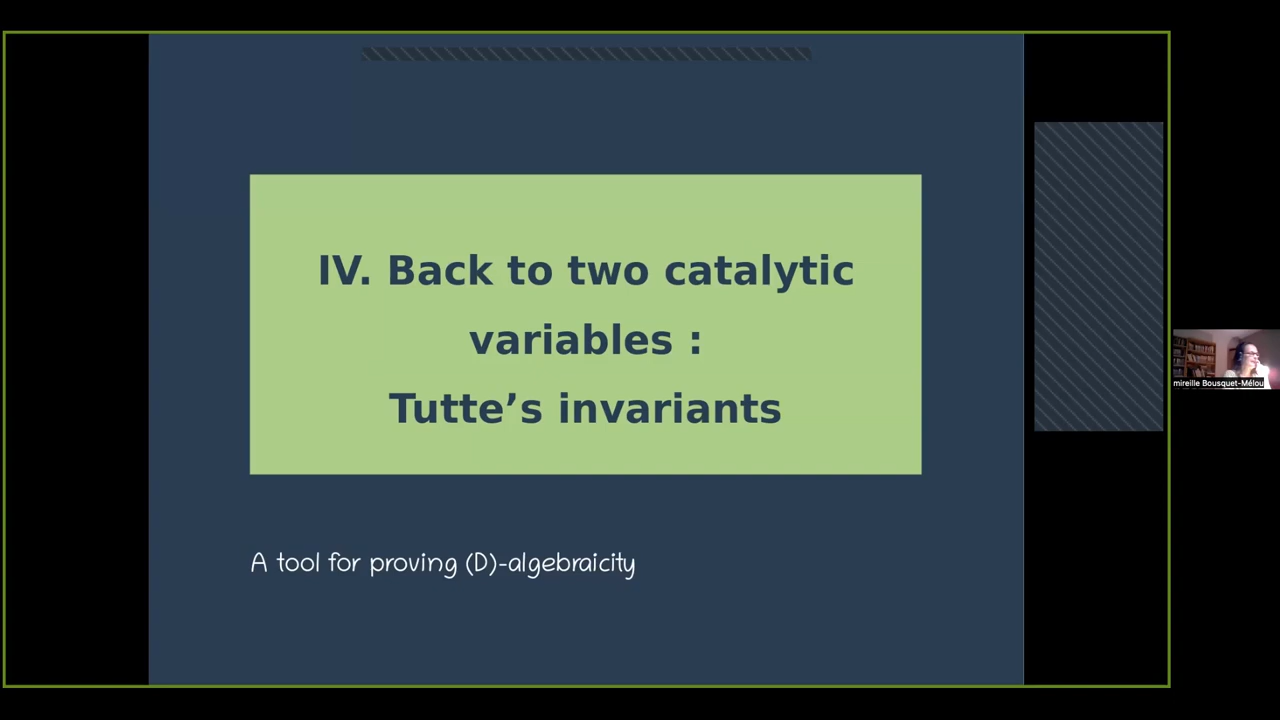 IV. Back to two catalytic
variables :
Tutte’s invariants
A tool for proving (D)-algebraicity
mireille Bousquet-Mélou